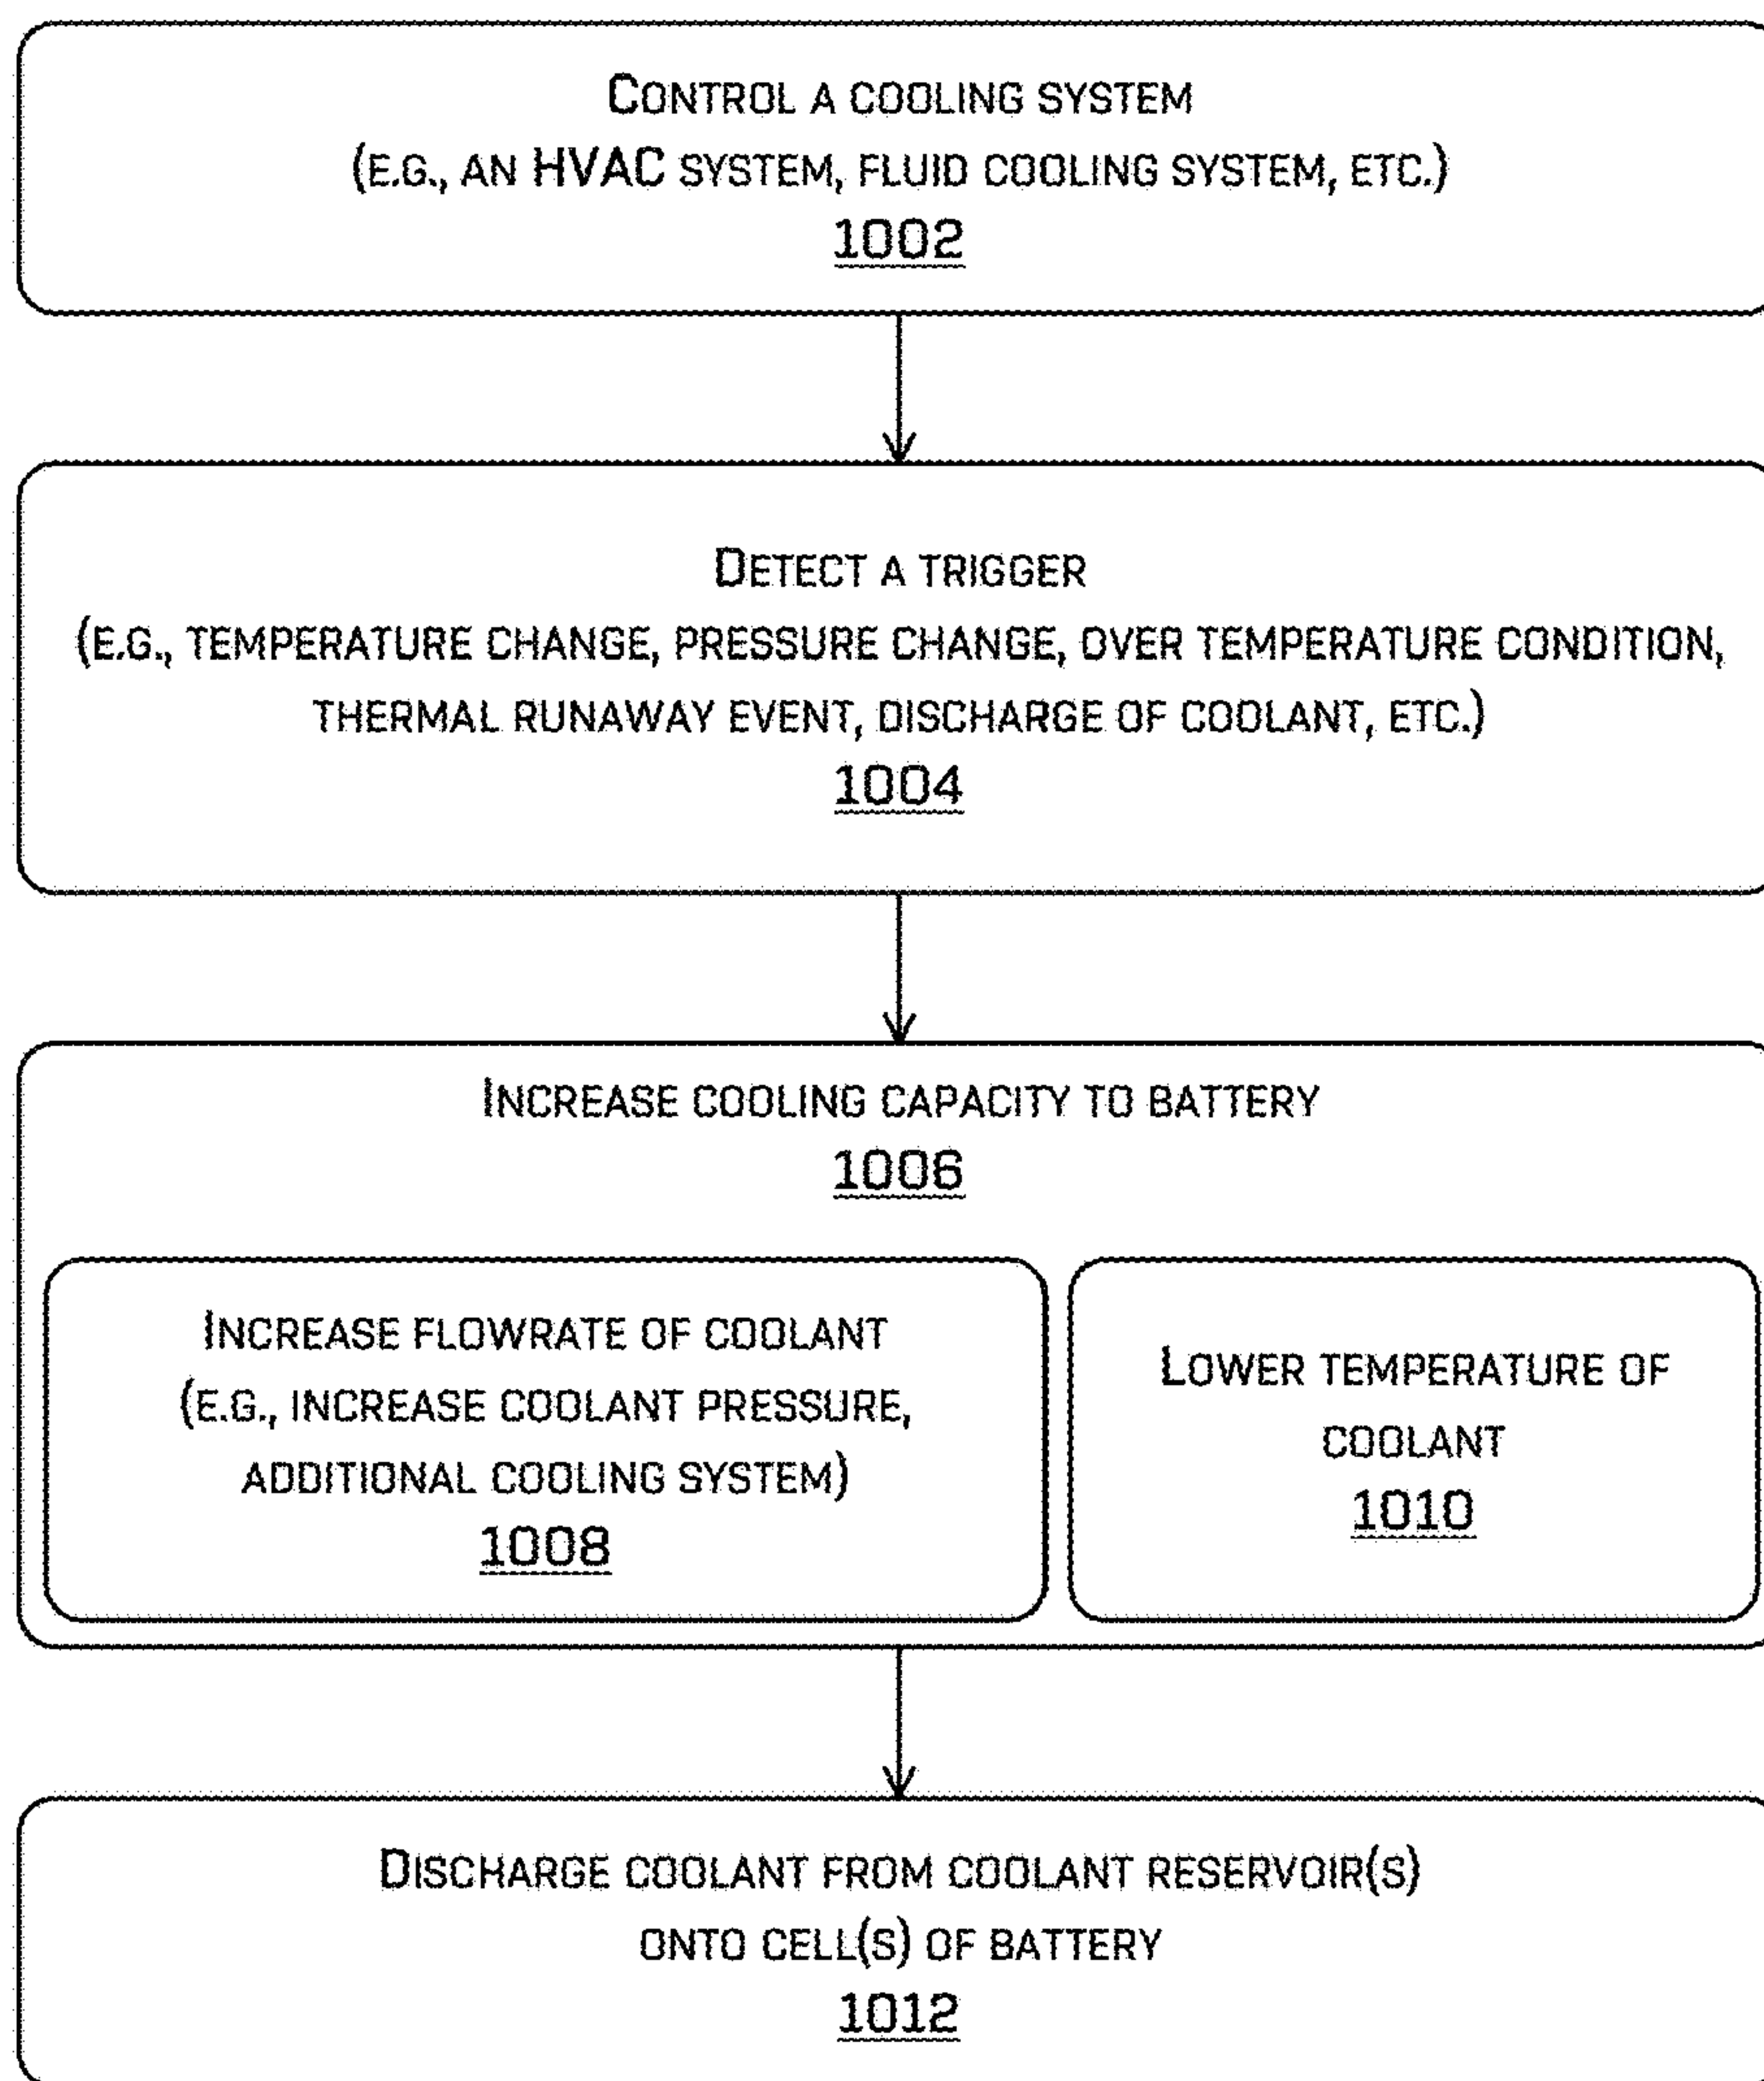 CONTROL A COOLING SYSTEM
(E.G., AN HVAC SYSTEM, FLUID COOLING SYSTEM, ETC.)
1002
DETECT A TRIGGER
(E.G., TEMPERATURE CHANGE, PRESSURE CHANGE, OVER TEMPERATURE CONDITION,
THERMAL RUNAWAY EVENT, DISCHARGE OF COOLANT, ETC.)
1004
INCREASE COOLING CAPACITY TO BATTERY
1006
INCREASE FLOWRATE OF COOLANT
(E.G., INCREASE COOLANT PRESSURE,
ADDITIONAL COOLING SYSTEM)
1008
LOWER TEMPERATURE OF
COOLANT
1010
DISCHARGE COOLANT FROM COOLANT RESERVOIR(S)
ONTO CELL(S) OF BATTERY
1012